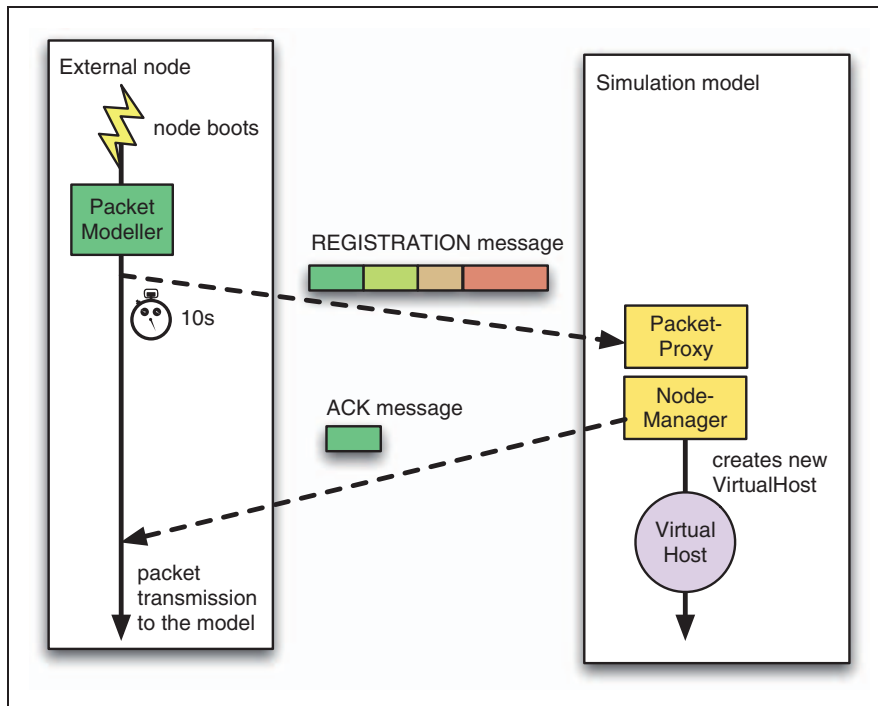 External node
node boots
Packet
Modeller
REGISTRATION message
10s
ACK message
packet
transmission
to the model
Simulation model
Packet-
Proxy
Node-
Manager
creates new
VirtualHost
Virtual
Host